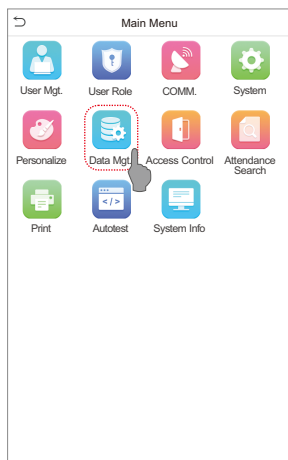 Main Menu
User Mgt.
User Role
COMM.
System
Personalize
Data Mgt.
Access Control
Attendance
Search
Print
Autotest
System Info